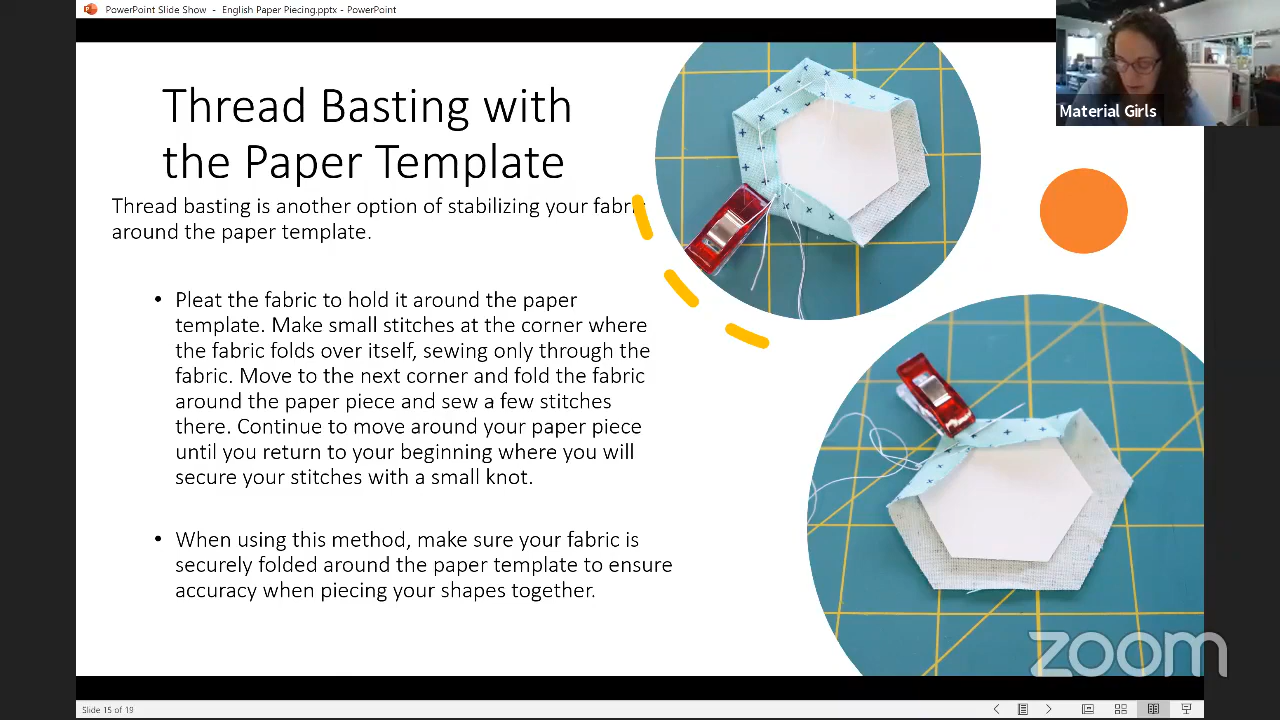 PowerPoint Slide Show - English Paper Piecing.pptx - PowerPoint
Material Girls
Thread Basting with
the Paper Template
Thread basting is another option of stabilizing your fabric
around the paper template.
• Pleat the fabric to hold it around the paper
template. Make small stitches at the corner where
the fabric folds over itself, sewing only through the
fabric. Move to the next corner and fold the fabric
around the paper piece and sew a few stitches
there. Continue to move around your paper piece
until you return to your beginning where you will
secure your stitches with a small knot.
• When using this method, make sure your fabric is
securely folded around the paper template to ensure
accuracy when piecing your shapes together.
zoom
Slide 15 of 19